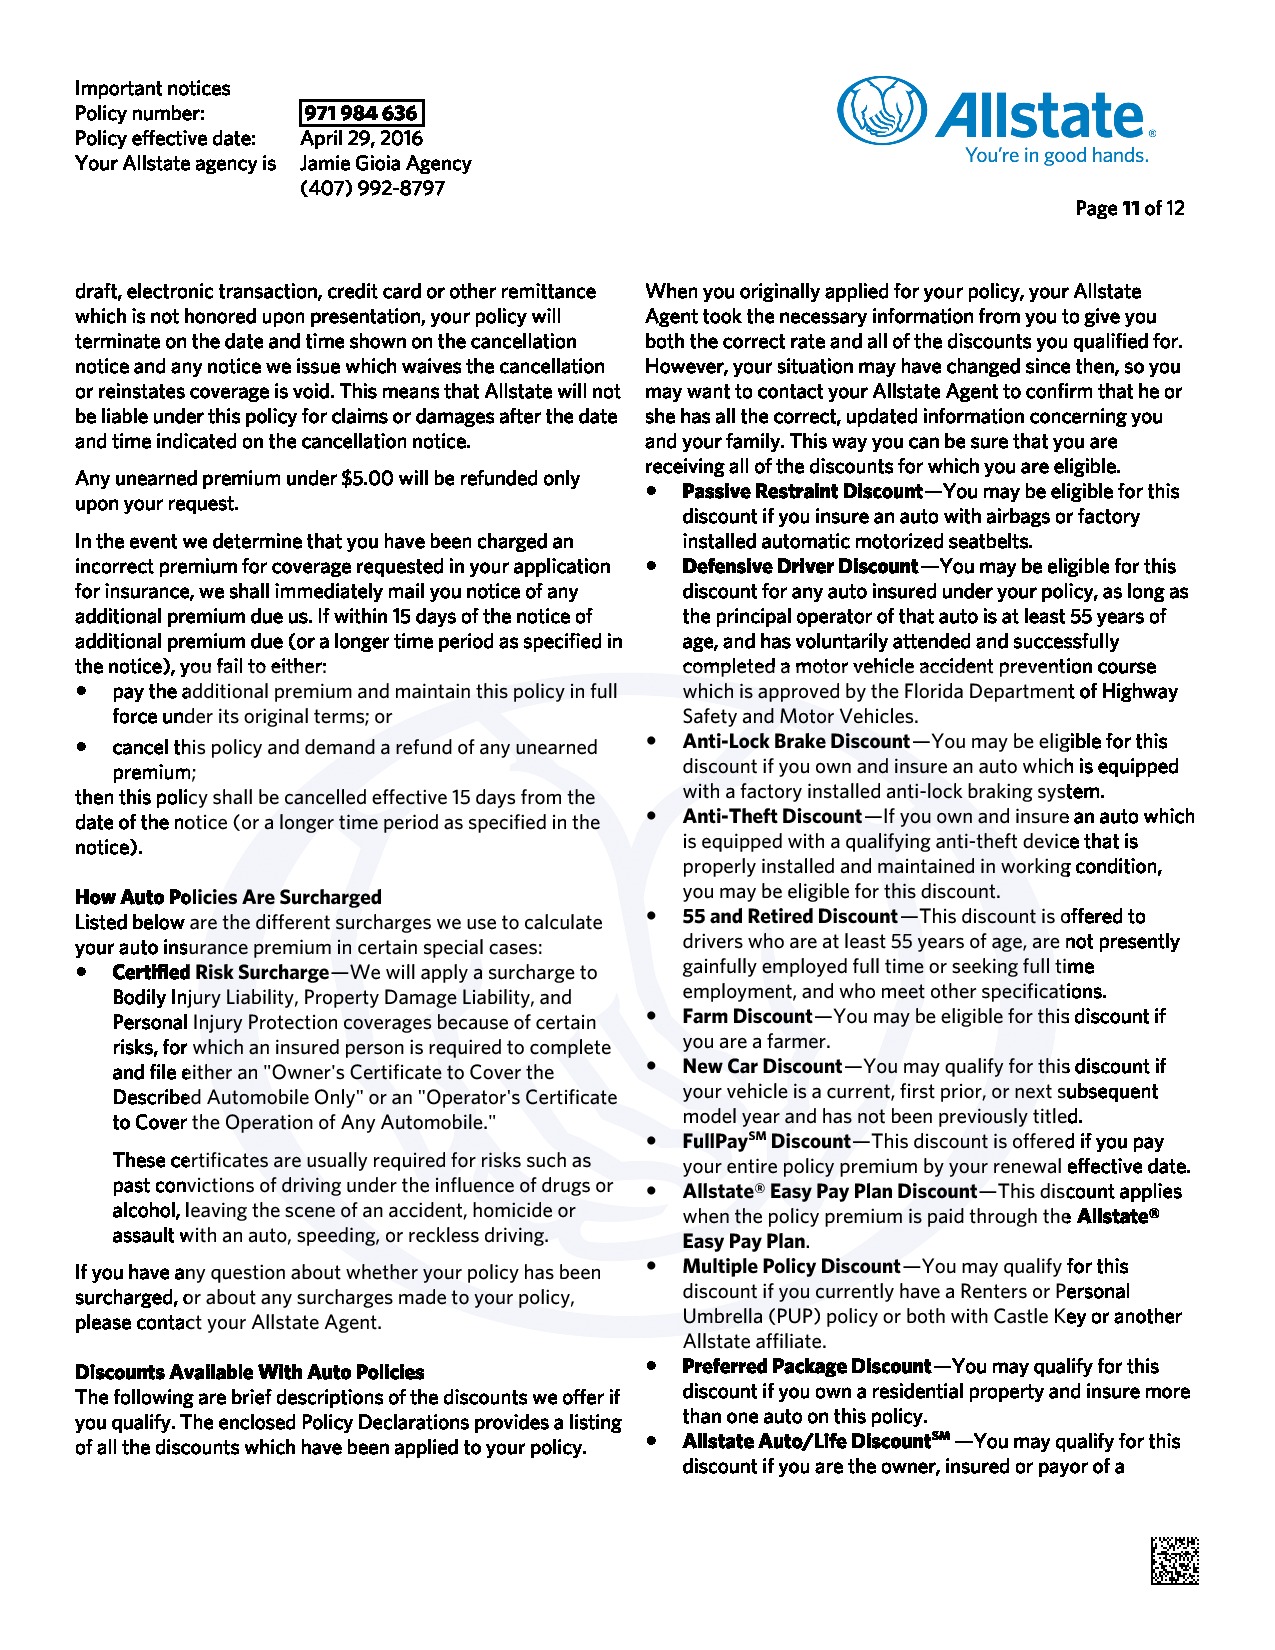 Important notices
Policy number: 971 984 636
Policy effective date: April 29, 2016
Your Allstate agency is Jamie Gioia Agency
(407) 992-8797
Allstate®
You're in good hands.
Page 11 of 12
draft, electronic transaction, credit card or other remittance
which is not honored upon presentation, your policy will
terminate on the date and time shown on the cancellation
notice and any notice we issue which waives the cancellation
or reinstates coverage is void. This means that Allstate will not
be liable under this policy for claims or damages after the date
and time indicated on the cancellation notice.
Any unearned premium under $5.00 will be refunded only
upon your request.
In the event we determine that you have been charged an
incorrect premium for coverage requested in your application
for insurance, we shall immediately mail you notice of any
additional premium due us. If within 15 days of the notice of
additional premium due (or a longer time period as specified in
the notice), you fail to either:
• pay the additional premium and maintain this policy in full
force under its original terms; or
• cancel this policy and demand a refund of any unearned
premium;
then this policy shall be cancelled effective 15 days from the
date of the notice (or a longer time period as specified in the
notice).
How Auto Policies Are Surcharged
Listed below are the different surcharges we use to calculate
your auto insurance premium in certain special cases:
• Certified Risk Surcharge—We will apply a surcharge to
Bodily Injury Liability, Property Damage Liability, and
Personal Injury Protection coverages because of certain
risks, for which an insured person is required to complete
and file either an "Owner's Certificate to Cover the
Described Automobile Only" or an "Operator's Certificate
to Cover the Operation of Any Automobile."
These certificates are usually required for risks such as
past convictions of driving under the influence of drugs or
alcohol, leaving the scene of an accident, homicide or
assault with an auto, speeding, or reckless driving.
If you have any question about whether your policy has been
surcharged, or about any surcharges made to your policy,
please contact your Allstate Agent.
Discounts Available With Auto Policies
The following are brief descriptions of the discounts we offer if
you qualify. The enclosed Policy Declarations provides a listing
of all the discounts which have been applied to your policy.
When you originally applied for your policy, your Allstate
Agent took the necessary information from you to give you
both the correct rate and all of the discounts you qualified for.
However, your situation may have changed since then, so you
may want to contact your Allstate Agent to confirm that he or
she has all the correct, updated information concerning you
and your family. This way you can be sure that you are
receiving all of the discounts for which you are eligible.
• Passive Restraint Discount—You may be eligible for this
discount if you insure an auto with airbags or factory
installed automatic motorized seatbelts.
• Defensive Driver Discount—You may be eligible for this
discount for any auto insured under your policy, as long as
the principal operator of that auto is at least 55 years of
age, and has voluntarily attended and successfully
completed a motor vehicle accident prevention course
which is approved by the Florida Department of Highway
Safety and Motor Vehicles.
• Anti-Lock Brake Discount—You may be eligible for this
discount if you own and insure an auto which is equipped
with a factory installed anti-lock braking system.
• Anti-Theft Discount—If you own and insure an auto which
is equipped with a qualifying anti-theft device that is
properly installed and maintained in working condition,
you may be eligible for this discount.
• 55 and Retired Discount—This discount is offered to
drivers who are at least 55 years of age, are not presently
gainfully employed full time or seeking full time
employment, and who meet other specifications.
• Farm Discount—You may be eligible for this discount if
you are a farmer.
• New Car Discount—You may qualify for this discount if
your vehicle is a current, first prior, or next subsequent
model year and has not been previously titled.
• FullPay℠ Discount—This discount is offered if you pay
your entire policy premium by your renewal effective date.
• Allstate® Easy Pay Plan Discount—This discount applies
when the policy premium is paid through the Allstate®
Easy Pay Plan.
• Multiple Policy Discount—You may qualify for this
discount if you currently have a Renters or Personal
Umbrella (PUP) policy or both with Castle Key or another
Allstate affiliate.
• Preferred Package Discount—You may qualify for this
discount if you own a residential property and insure more
than one auto on this policy.
• Allstate Auto/Life Discount℠ —You may qualify for this
discount if you are the owner, insured or payor of a